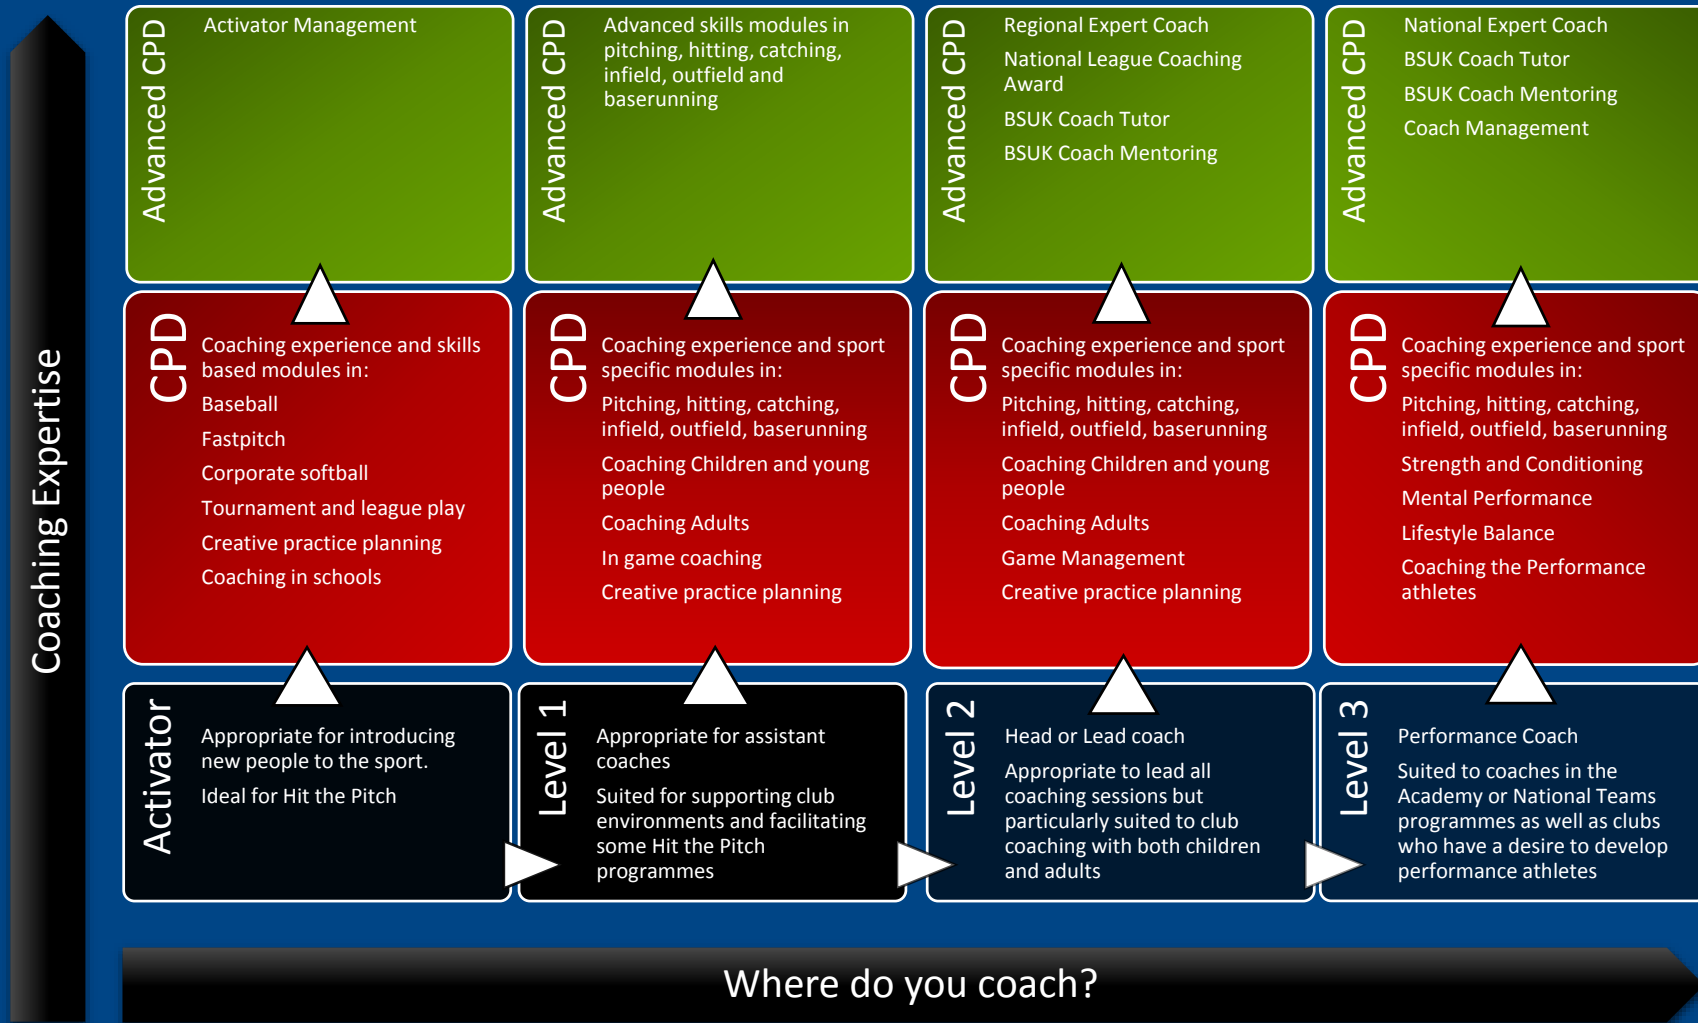 Coaching Expertise
Advanced CPD
Activator Management
Advanced CPD
Advanced skills modules in
pitching, hitting, catching,
infield, outfield and
baserunning
Advanced CPD
Regional Expert Coach
National League Coaching
Award
BSUK Coach Tutor
BSUK Coach Mentoring
Advanced CPD
National Expert Coach
BSUK Coach Tutor
BSUK Coach Mentoring
Coach Management
CPD
Coaching experience and skills
based modules in:
Baseball
Fastpitch
Corporate softball
Tournament and league play
Creative practice planning
Coaching in schools
CPD
Coaching experience and sport
specific modules in:
Pitching, hitting, catching,
infield, outfield, baserunning
Coaching Children and young
people
Coaching Adults
In game coaching
Creative practice planning
CPD
Coaching experience and sport
specific modules in:
Pitching, hitting, catching,
infield, outfield, baserunning
Coaching Children and young
people
Coaching Adults
Game Management
Creative practice planning
CPD
Coaching experience and sport
specific modules in:
Pitching, hitting, catching,
infield, outfield, baserunning
Strength and Conditioning
Mental Performance
Lifestyle Balance
Coaching the Performance
athletes
Activator
Appropriate for introducing
new people to the sport.
Ideal for Hit the Pitch
Level 1
Appropriate for assistant
coaches
Suited for supporting club
environments and facilitating
some Hit the Pitch
programmes
Level 2
Head or Lead coach
Appropriate to lead all
coaching sessions but
particularly suited to club
coaching with both children
and adults
Level 3
Performance Coach
Suited to coaches in the
Academy or National Teams
programmes as well as clubs
who have a desire to develop
performance athletes
Where do you coach?